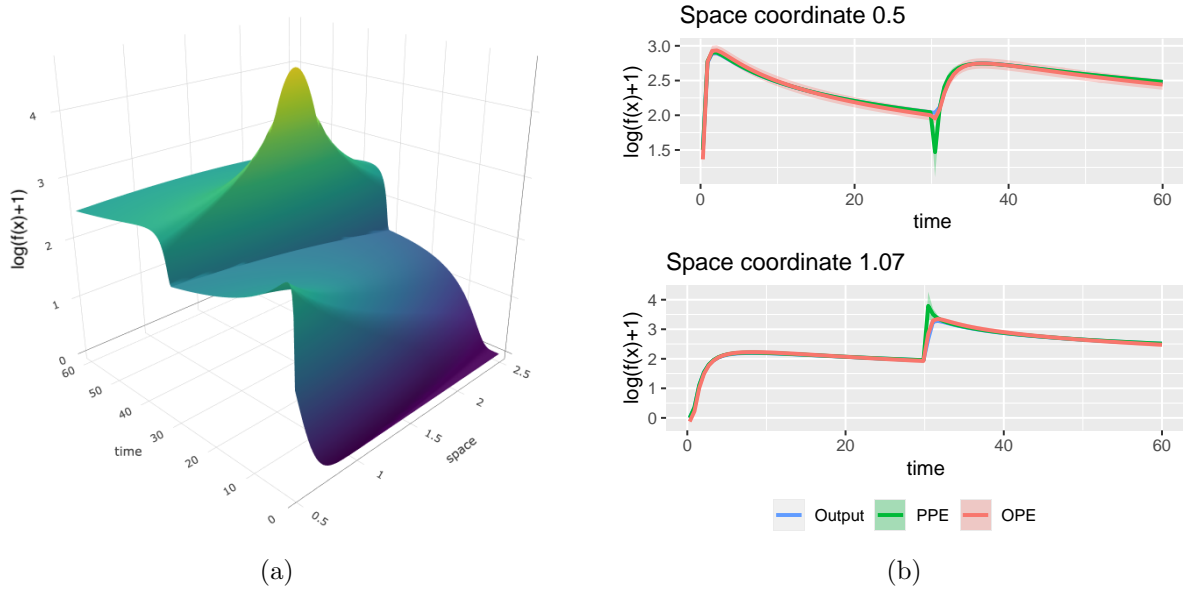 log(f(x)+1)
4
3
2
1
0
60
50
40
30
20
10
0
time
0.5
1
1.5
2
2.5
space
(a)
Space coordinate 0.5
log(f(x)+1)
3.0
2.5
2.0
1.5
0 20 40 60
time
Space coordinate 1.07
log(f(x)+1)
4
3
2
1
0
0 20 40 60
time
Output PPE OPE
(b)